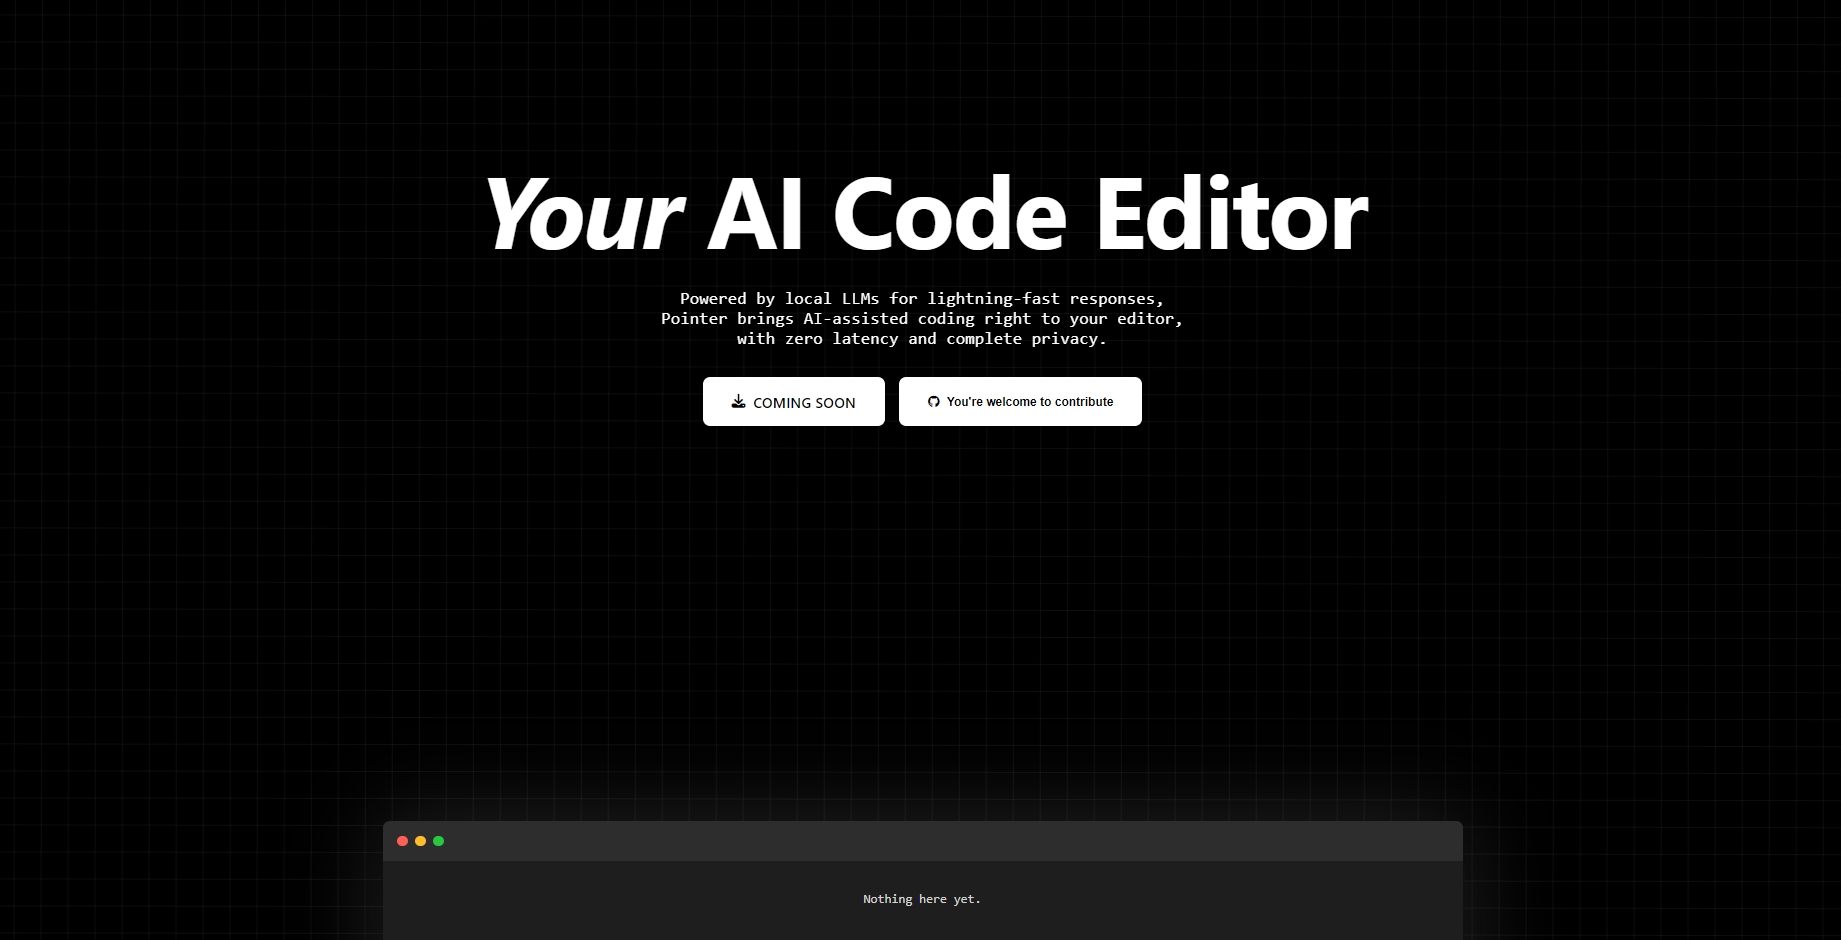 Your AI Code Editor
Powered by local LLMs for lightning-fast responses,
Pointer brings AI-assisted coding right to your editor,
with zero latency and complete privacy.
COMING SOON
You're welcome to contribute
Nothing here yet.